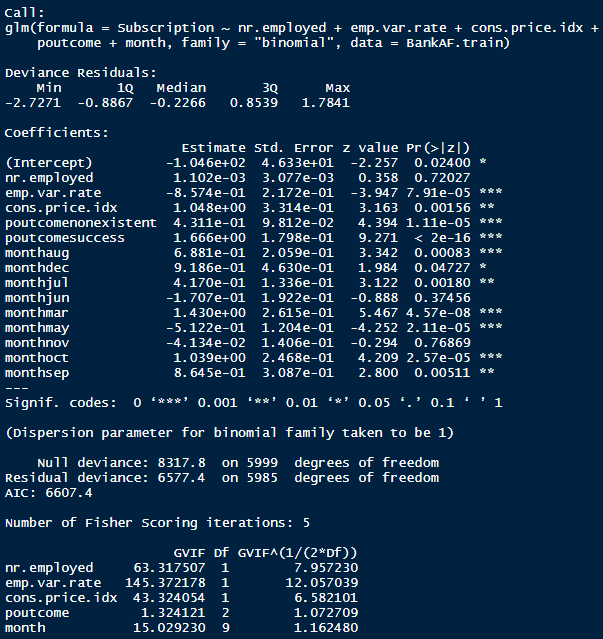 Call:
glm(formula = Subscription ~ nr.employed + emp.var.rate + cons.price.idx +
    poutcome + month, family = "binomial", data = BankAF.train)

Deviance Residuals:
    Min       1Q   Median       3Q      Max
-2.7271  -0.8867  -0.2266   0.8539   1.7841

Coefficients:
                      Estimate Std. Error z value Pr(>|z|)
(Intercept)         -1.046e+02  4.633e+01  -2.257  0.02400 *
nr.employed          1.102e-03  3.077e-03   0.358  0.72027
emp.var.rate        -8.574e-01  2.172e-01  -3.947 7.91e-05 ***
cons.price.idx       1.048e+00  3.314e-01   3.163  0.00156 **
poutcomenonexistent  4.311e-01  9.812e-02   4.394 1.11e-05 ***
poutcomesuccess      1.666e+00  1.798e-01   9.271  < 2e-16 ***
monthaug             6.881e-01  2.059e-01   3.342  0.00083 ***
monthdec             9.186e-01  4.630e-01   1.984  0.04727 *
monthjul             4.170e-01  1.336e-01   3.122  0.00180 **
monthjun            -1.707e-01  1.922e-01  -0.888  0.37456
monthmar             1.430e+00  2.615e-01   5.467 4.57e-08 ***
monthmay            -5.122e-01  1.204e-01  -4.252 2.11e-05 ***
monthnov            -4.134e-02  1.406e-01  -0.294  0.76869
monthoct             1.039e+00  2.468e-01   4.209 2.57e-05 ***
monthsep             8.645e-01  3.087e-01   2.800  0.00511 **
---
Signif. codes:  0 ‘***’ 0.001 ‘**’ 0.01 ‘*’ 0.05 ‘.’ 0.1 ‘ ’ 1

(Dispersion parameter for binomial family taken to be 1)

    Null deviance: 8317.8  on 5999  degrees of freedom
Residual deviance: 6577.4  on 5985  degrees of freedom
AIC: 6607.4

Number of Fisher Scoring iterations: 5

                     GVIF Df GVIF^(1/(2*Df))
nr.employed     63.317507  1        7.957230
emp.var.rate   145.372178  1       12.057039
cons.price.idx  43.324054  1        6.582101
poutcome         1.324121  2        1.072709
month           15.029230  9        1.162480